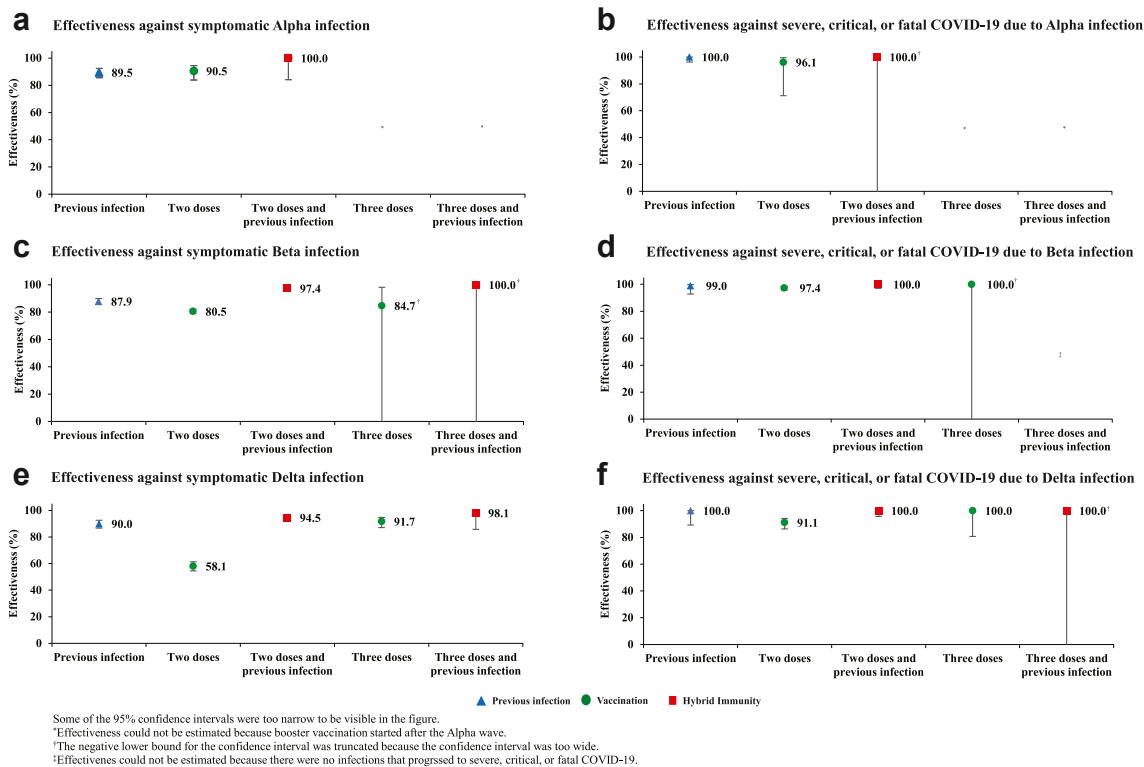 a Effectiveness against symptomatic Alpha infection
Effectiveness (%)
100
80
60
40
20
0
89.5
90.5
100.0
*
*
Previous infection
Two doses
Two doses and
previous infection
Three doses
Three doses and
previous infection
b Effectiveness against severe, critical, or fatal COVID-19 due to Alpha infection
Effectiveness (%)
100
80
60
40
20
0
100.0
96.1
100.0†
*
*
Previous infection
Two doses
Two doses and
previous infection
Three doses
Three doses and
previous infection
c Effectiveness against symptomatic Beta infection
Effectiveness (%)
100
80
60
40
20
0
87.9
80.5
97.4
84.7†
100.0†
Previous infection
Two doses
Two doses and
previous infection
Three doses
Three doses and
previous infection
d Effectiveness against severe, critical, or fatal COVID-19 due to Beta infection
Effectiveness (%)
100
80
60
40
20
0
99.0
97.4
100.0
100.0†
‡
Previous infection
Two doses
Two doses and
previous infection
Three doses
Three doses and
previous infection
e Effectiveness against symptomatic Delta infection
Effectiveness (%)
100
80
60
40
20
0
90.0
58.1
94.5
91.7
98.1
Previous infection
Two doses
Two doses and
previous infection
Three doses
Three doses and
previous infection
f Effectiveness against severe, critical, or fatal COVID-19 due to Delta infection
Effectiveness (%)
100
80
60
40
20
0
100.0
91.1
100.0
100.0
100.0†
Previous infection
Two doses
Two doses and
previous infection
Three doses
Three doses and
previous infection
Previous infection
Vaccination
Hybrid Immunity
Some of the 95% confidence intervals were too narrow to be visible in the figure.
*Effectiveness could not be estimated because booster vaccination started after the Alpha wave.
†The negative lower bound for the confidence interval was truncated because the confidence interval was too wide.
‡Effectivenes could not be estimated because there were no infections that progrssed to severe, critical, or fatal COVID-19.